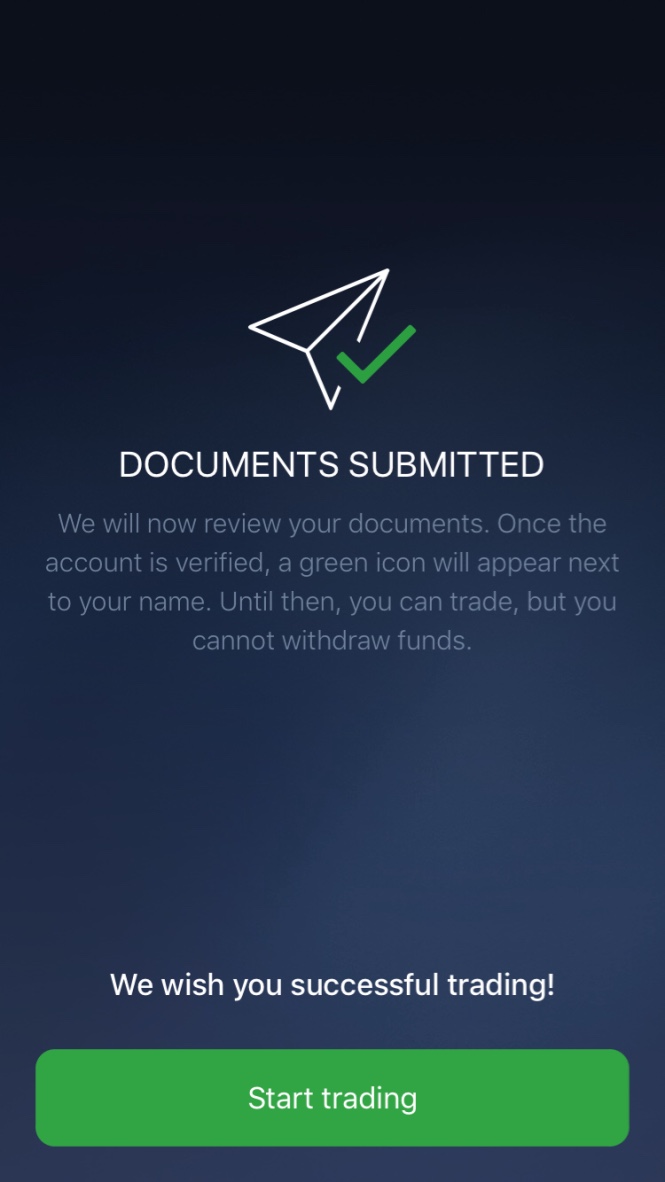 DOCUMENTS SUBMITTED
We will now review your documents. Once the
account is verified, a green icon will appear next
to your name. Until then, you can trade, but you
cannot withdraw funds.
We wish you successful trading!
Start trading